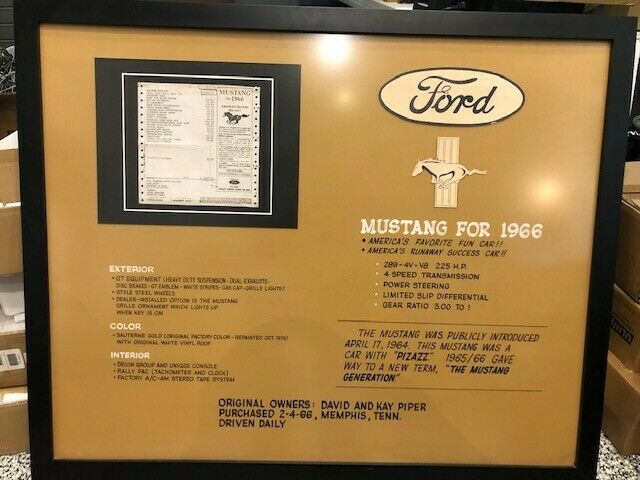 MUSTANG
for 1966
Ford
MUSTANG FOR 1966
• AMERICA'S FAVORITE FUN CAR!!
• AMERICA'S RUNAWAY SUCCESS CAR!!
• 289-4V-V8 225 H.P.
• 4 SPEED TRANSMISSION
• POWER STEERING
• LIMITED SLIP DIFFERENTIAL
• GEAR RATIO 3.00 TO 1
EXTERIOR
• GT EQUIPMENT (HEAVY DUTY SUSPENSION - DUAL EXHAUSTS-
DISC BRAKES - GT EMBLEM - WHITE STRIPES - GAS CAP - GRILLE LIGHTS)
• STYLE STEEL WHEELS
• DEALER-INSTALLED OPTION IS THE MUSTANG
GRILLE ORNAMENT WHICH LIGHTS UP
WHEN KEY IS ON
COLOR
• SAUTERNE GOLD (ORIGINAL FACTORY COLOR - REPAINTED OCT. 1975)
WITH ORIGINAL WHITE VINYL ROOF
INTERIOR
• DECOR GROUP AND UNIQUE CONSOLE
• RALLY PAC (TACHOMETER AND CLOCK)
• FACTORY A/C-AM STEREO TAPE SYSTEM
THE MUSTANG WAS PUBLICLY INTRODUCED
APRIL 17, 1964. THIS MUSTANG WAS A
CAR WITH "PIZAZZ". 1965/66 GAVE
WAY TO A NEW TERM, "THE MUSTANG
GENERATION"
ORIGINAL OWNERS: DAVID AND KAY PIPER
PURCHASED 2-4-66, MEMPHIS, TENN.
DRIVEN DAILY